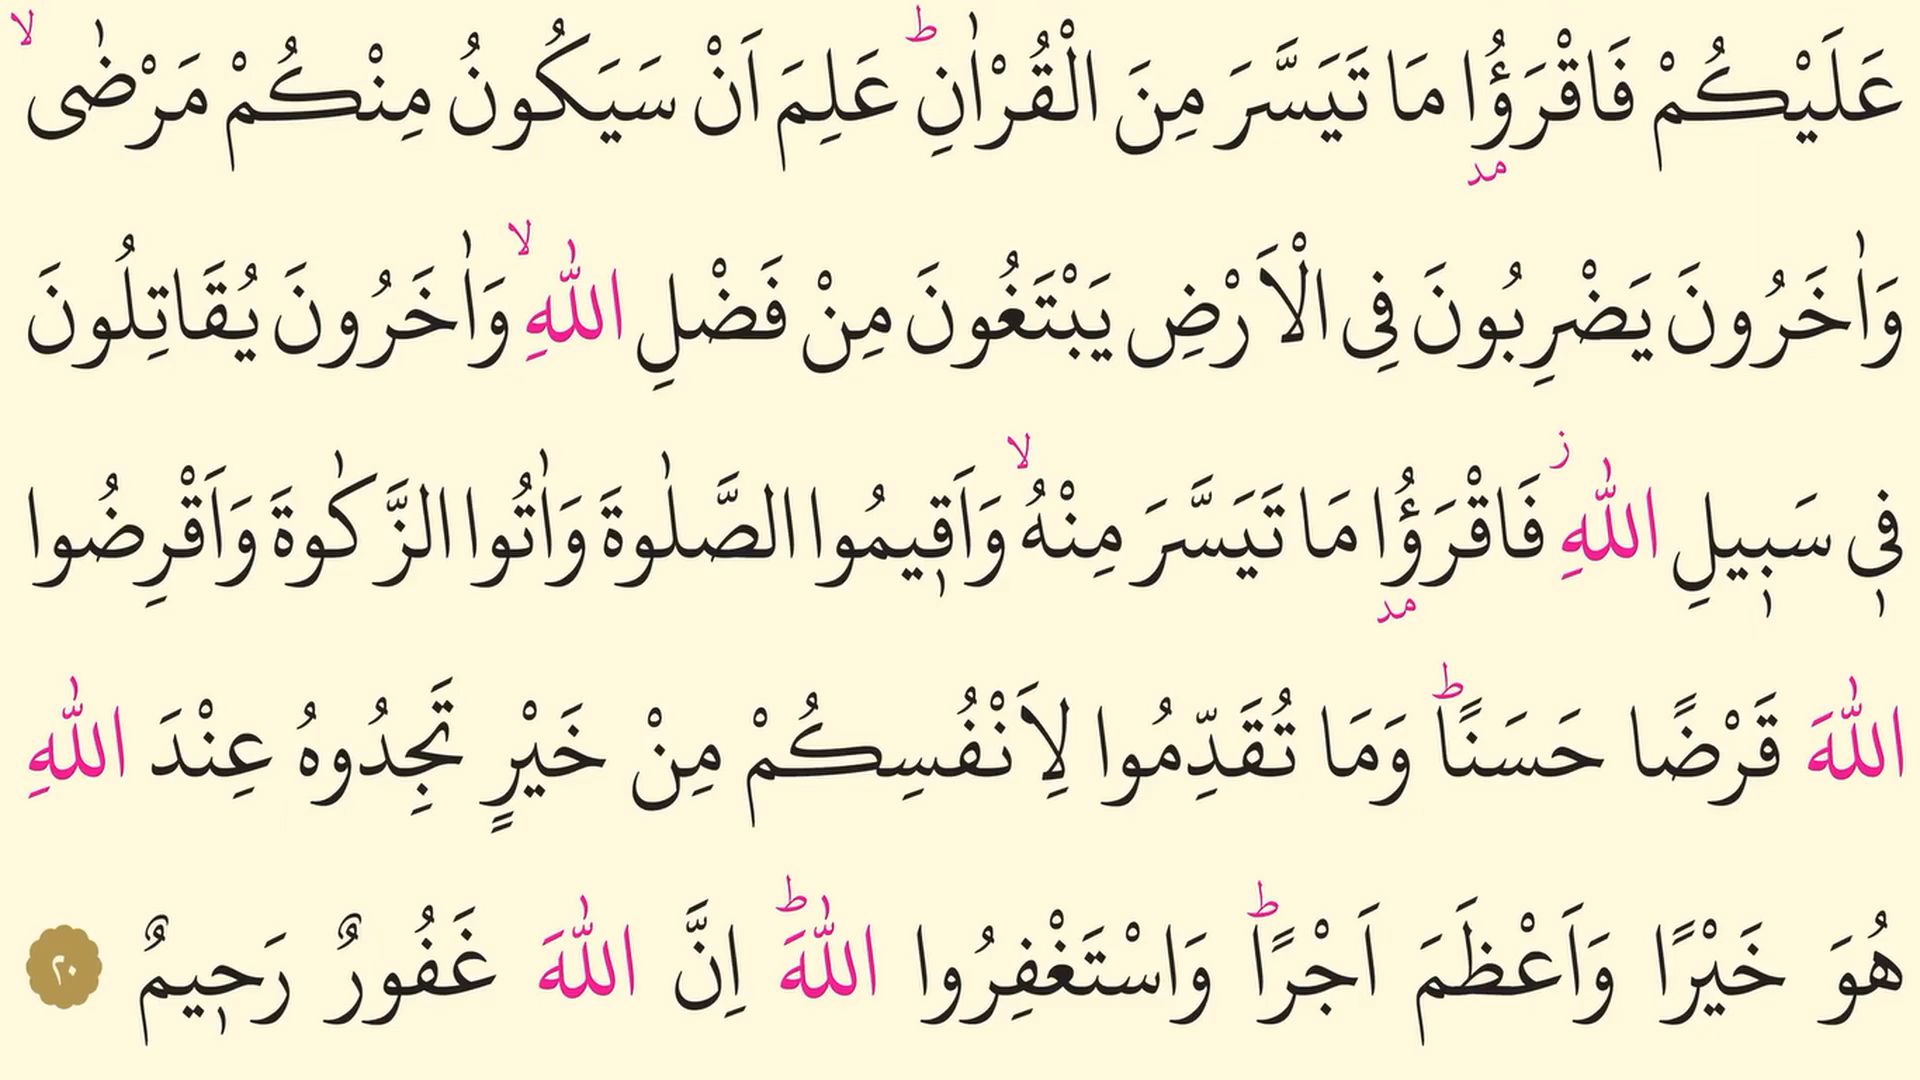 عَلَيْكُمْ فَاقْرَؤُ۫ا مَا تَيَسَّرَ مِنَ الْقُرْاٰنِۜ عَلِمَ اَنْ سَيَكُونُ مِنْكُمْ مَرْضٰىۙ
وَاٰخَرُونَ يَضْرِبُونَ فِى الْاَرْضِ يَبْتَغُونَ مِنْ فَضْلِ اللّٰهِۙ وَاٰخَرُونَ يُقَاتِلُونَ
فٖى سَبٖيلِ اللّٰهِؗ فَاقْرَؤُا مَا تَيَسَّرَ مِنْهُۙ وَاَقٖيمُوا الصَّلٰوةَ وَاٰتُوا الزَّكٰوةَ وَاَقْرِضُوا
اللّٰهَ قَرْضًا حَسَنًاؕ وَمَا تُقَدِّمُوا لِاَنْفُسِكُمْ مِنْ خَيْرٍ تَجِدُوهُ عِنْدَ اللّٰهِ
هُوَ خَيْرًا وَاَعْظَمَ اَجْرًاؕ وَاسْتَغْفِرُوا اللّٰهَؕ اِنَّ اللّٰهَ غَفُورٌ رَحٖيمٌ ٢٠